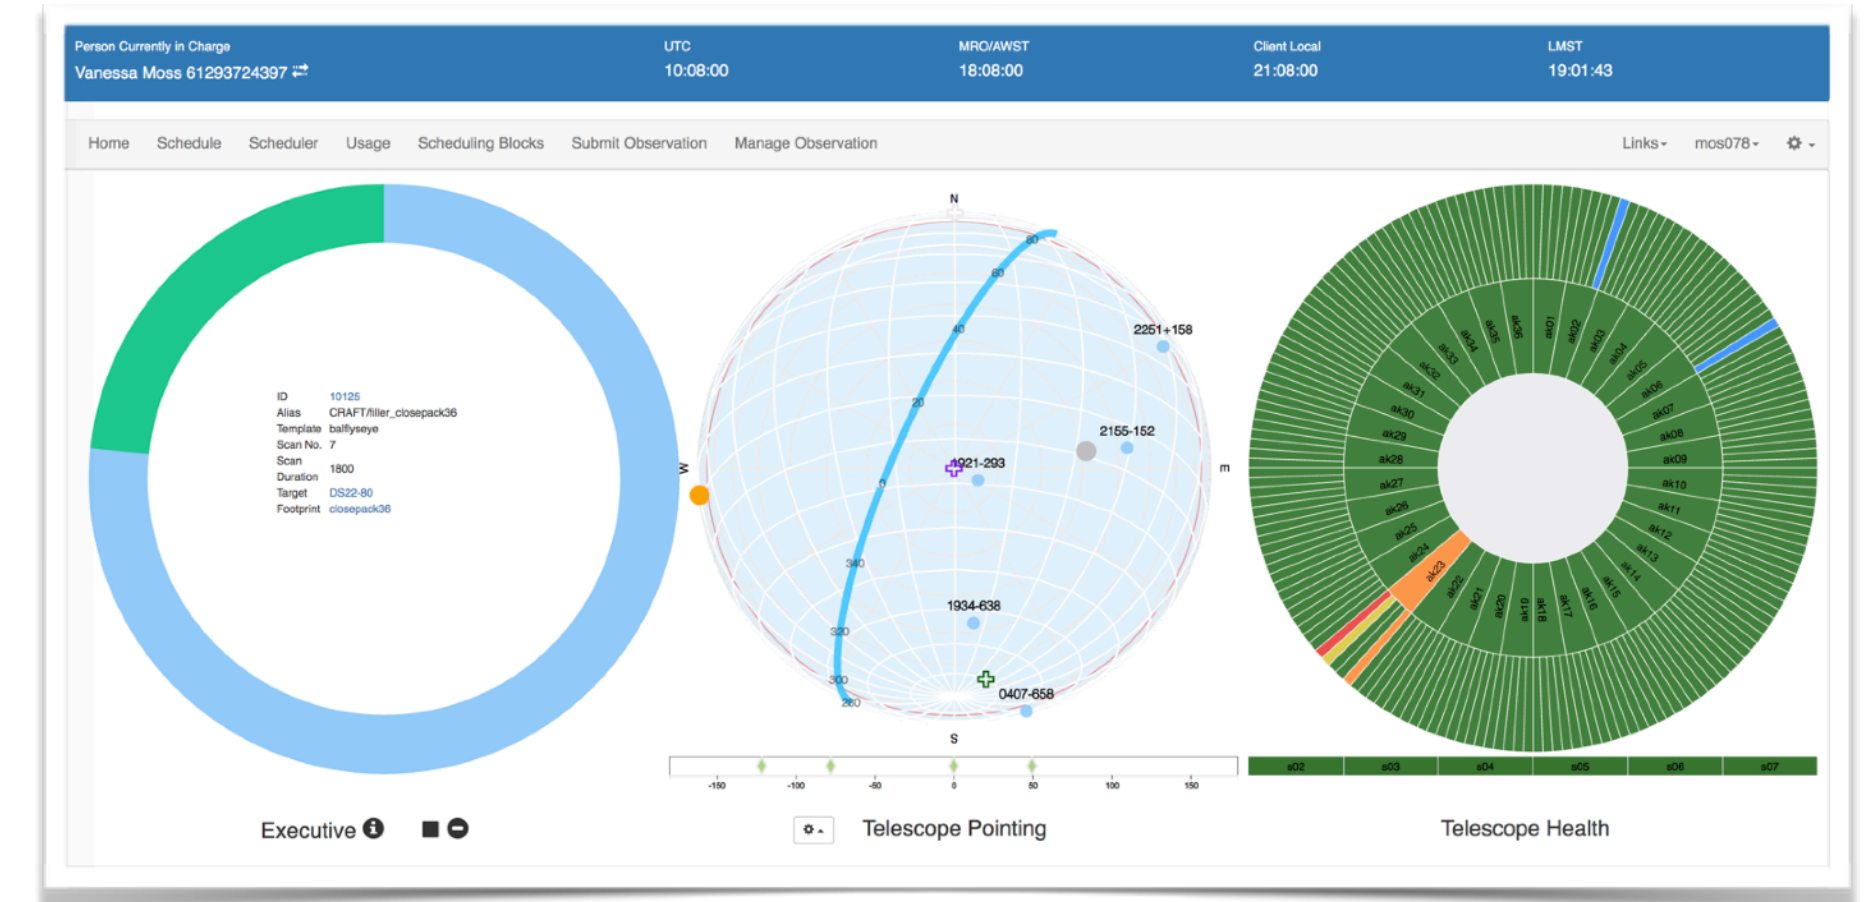 Person Currently in Charge
Vanessa Moss 61293724397
UTC
10:08:00
MRO/AWST
18:08:00
Client Local
21:08:00
LMST
19:01:43
Home Schedule Scheduler Usage Scheduling Blocks Submit Observation Manage Observation Links mos078
ID 10125
Alias CRAFT/filler_closepack36
Template balflyseye
Scan No. 7
Scan Duration 1800
Target DS22-80
Footprint closepack36
Executive
N
80
60
2251+158
40
20
2155-152
W
1921-293
E
0
340
1934-638
320
300
0407-658
280
S
-150 -100 -50 0 50 100 150
Telescope Pointing
ak01
ak02
ak03
ak04
ak05
ak06
ak07
ak08
ak09
ak10
ak11
ak12
ak13
ak14
ak15
ak16
ak17
ak18
ak19
ak20
ak21
ak22
ak23
ak24
ak25
ak26
ak27
ak28
ak29
ak30
ak31
ak32
ak33
ak34
ak35
ak36
s02 s03 s04 s05 s06 s07
Telescope Health